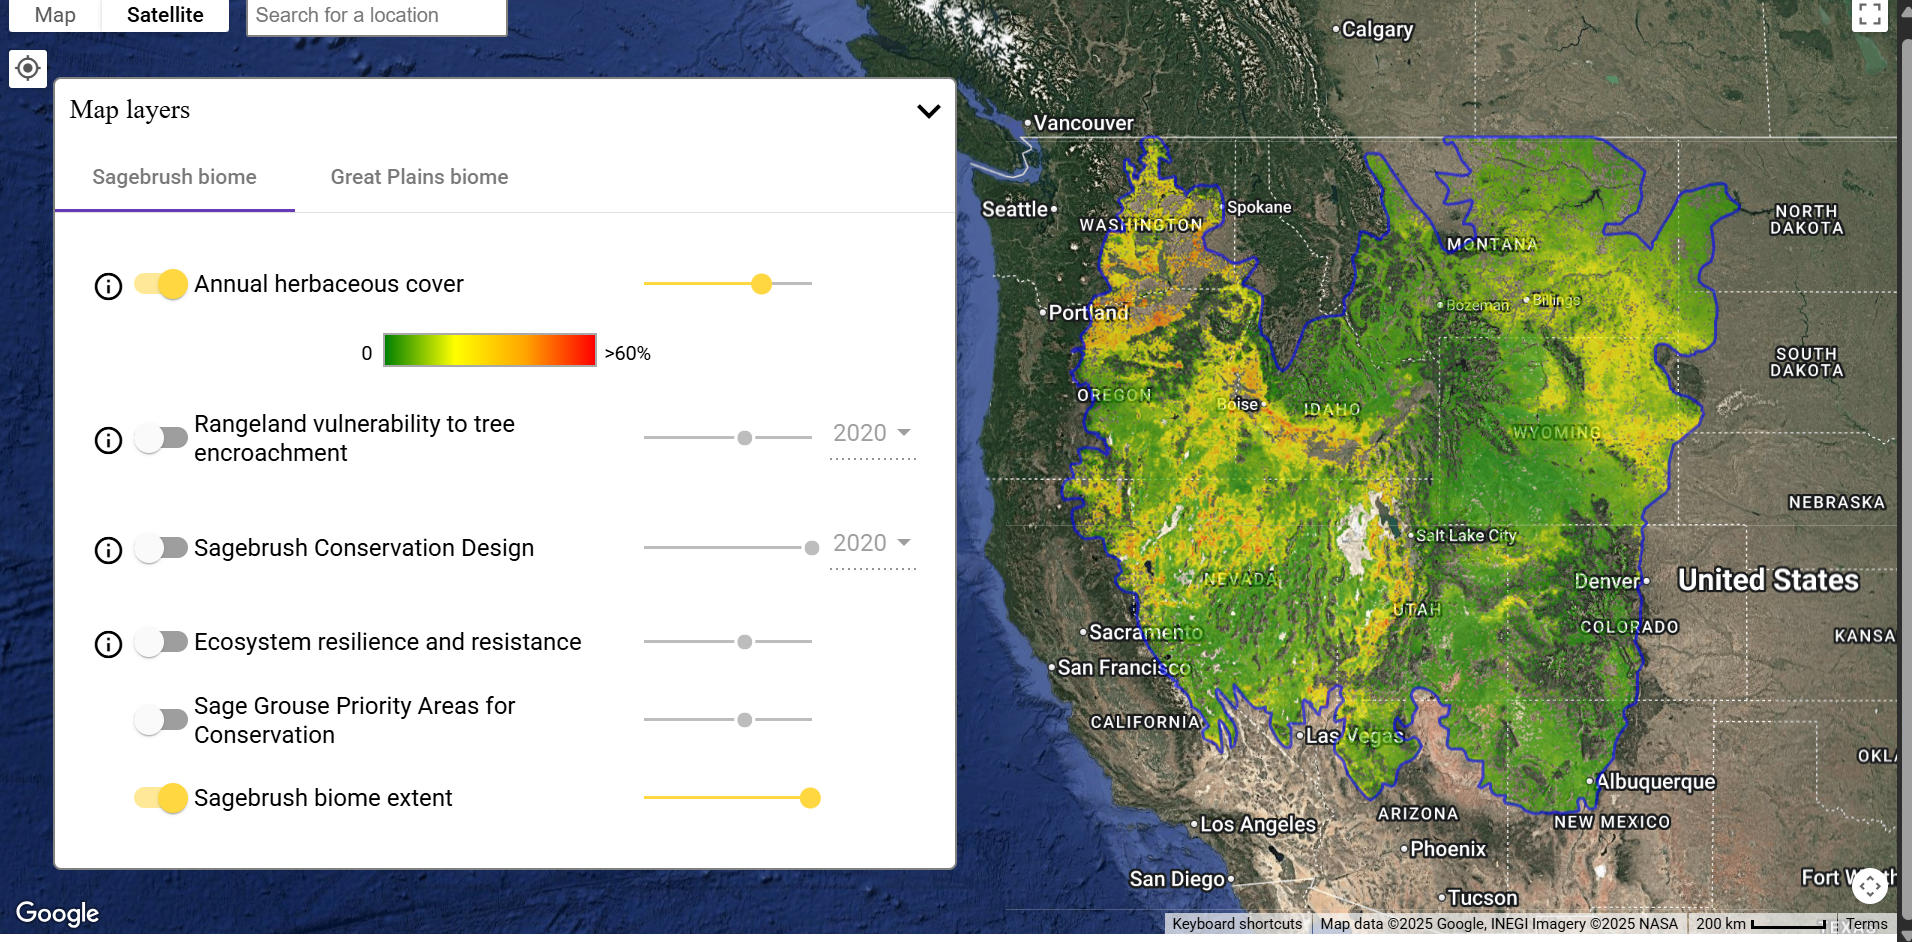 Map
Satellite
Search for a location
Map layers
Sagebrush biome
Great Plains biome
Annual herbaceous cover
0
>60%
Rangeland vulnerability to tree
encroachment
2020
Sagebrush Conservation Design
2020
Ecosystem resilience and resistance
Sage Grouse Priority Areas for
Conservation
Sagebrush biome extent
Google
Calgary
Vancouver
Seattle
Spokane
WASHINGTON
MONTANA
NORTH
DAKOTA
Portland
Bozeman
Billings
SOUTH
DAKOTA
OREGON
Boise
IDAHO
WYOMING
NEBRASKA
Salt Lake City
NEVADA
Denver
United States
UTAH
COLORADO
Sacramento
KANSA
San Francisco
CALIFORNIA
Las Vegas
OKL
Albuquerque
ARIZONA
NEW MEXICO
Los Angeles
Phoenix
San Diego
Fort W th
Tucson
Keyboard shortcuts
Map data ©2025 Google, INEGI Imagery ©2025 NASA
200 km
Terms